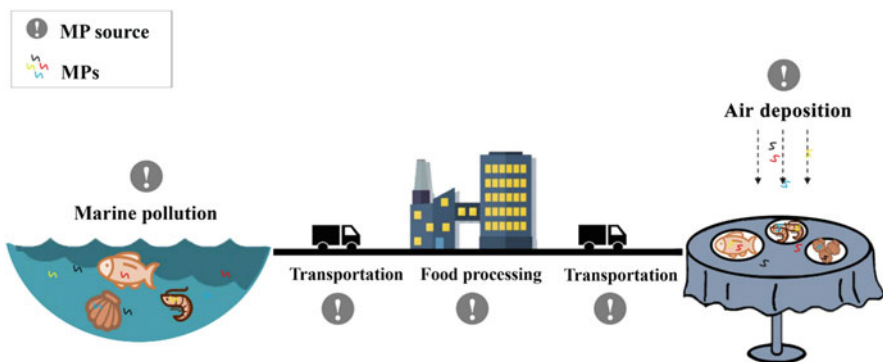 MP source
MPs
Air deposition
Marine pollution
Transportation
Food processing
Transportation